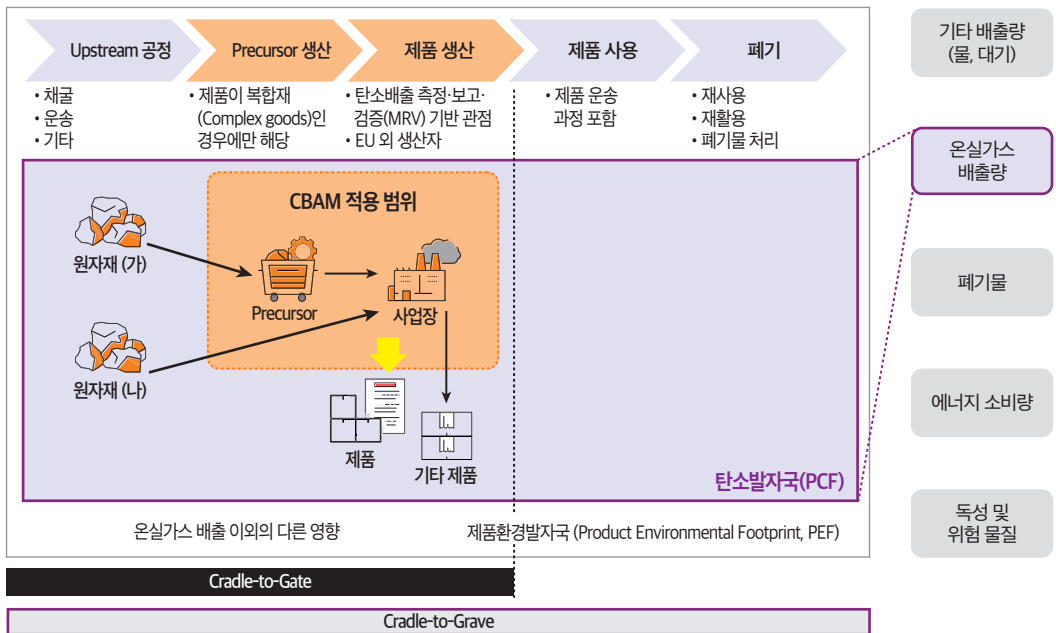 Upstream 공정
Precursor 생산
제품 생산
제품 사용
폐기
• 채굴
• 운송
• 기타
• 제품이 복합재
(Complex goods)인
경우에만 해당
• 탄소배출 측정·보고·
검증(MRV) 기반 관점
• EU 외 생산자
• 제품 운송
과정 포함
• 재사용
• 재활용
• 폐기물 처리
CBAM 적용 범위
원자재 (가)
Precursor
사업장
원자재 (나)
제품
기타 제품
탄소발자국(PCF)
온실가스 배출 이외의 다른 영향
제품환경발자국 (Product Environmental Footprint, PEF)
Cradle-to-Gate
Cradle-to-Grave
기타 배출량
(물, 대기)
온실가스
배출량
폐기물
에너지 소비량
독성 및
위험 물질